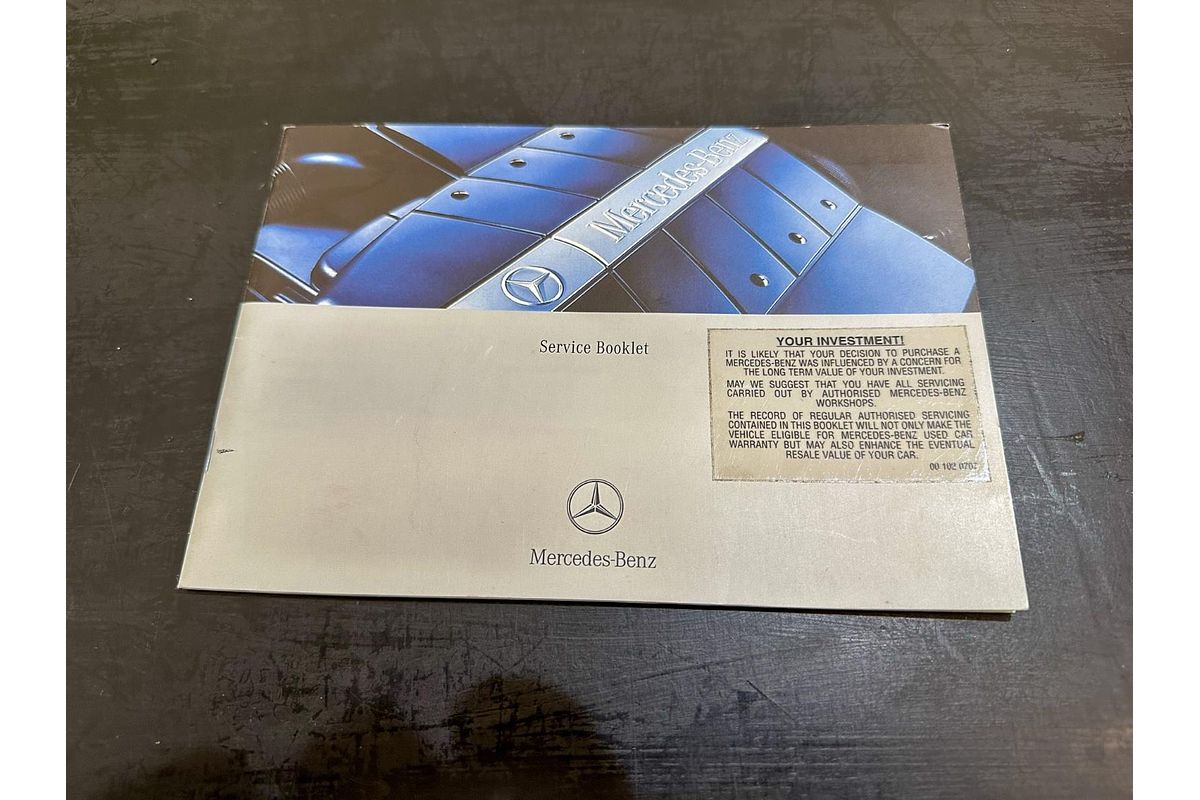 Mercedes-Benz
Service Booklet
YOUR INVESTMENT!
IT IS LIKELY THAT YOUR DECISION TO PURCHASE A
MERCEDES-BENZ WAS INFLUENCED BY A CONCERN FOR
THE LONG TERM VALUE OF YOUR INVESTMENT.
MAY WE SUGGEST THAT YOU HAVE ALL SERVICING
CARRIED OUT BY AUTHORISED MERCEDES-BENZ
WORKSHOPS.
THE RECORD OF REGULAR AUTHORISED SERVICING
CONTAINED IN THIS BOOKLET WILL NOT ONLY MAKE THE
VEHICLE ELIGIBLE FOR MERCEDES-BENZ USED CAR
WARRANTY BUT MAY ALSO ENHANCE THE EVENTUAL
RESALE VALUE OF YOUR CAR.
00 102 0702
Mercedes-Benz